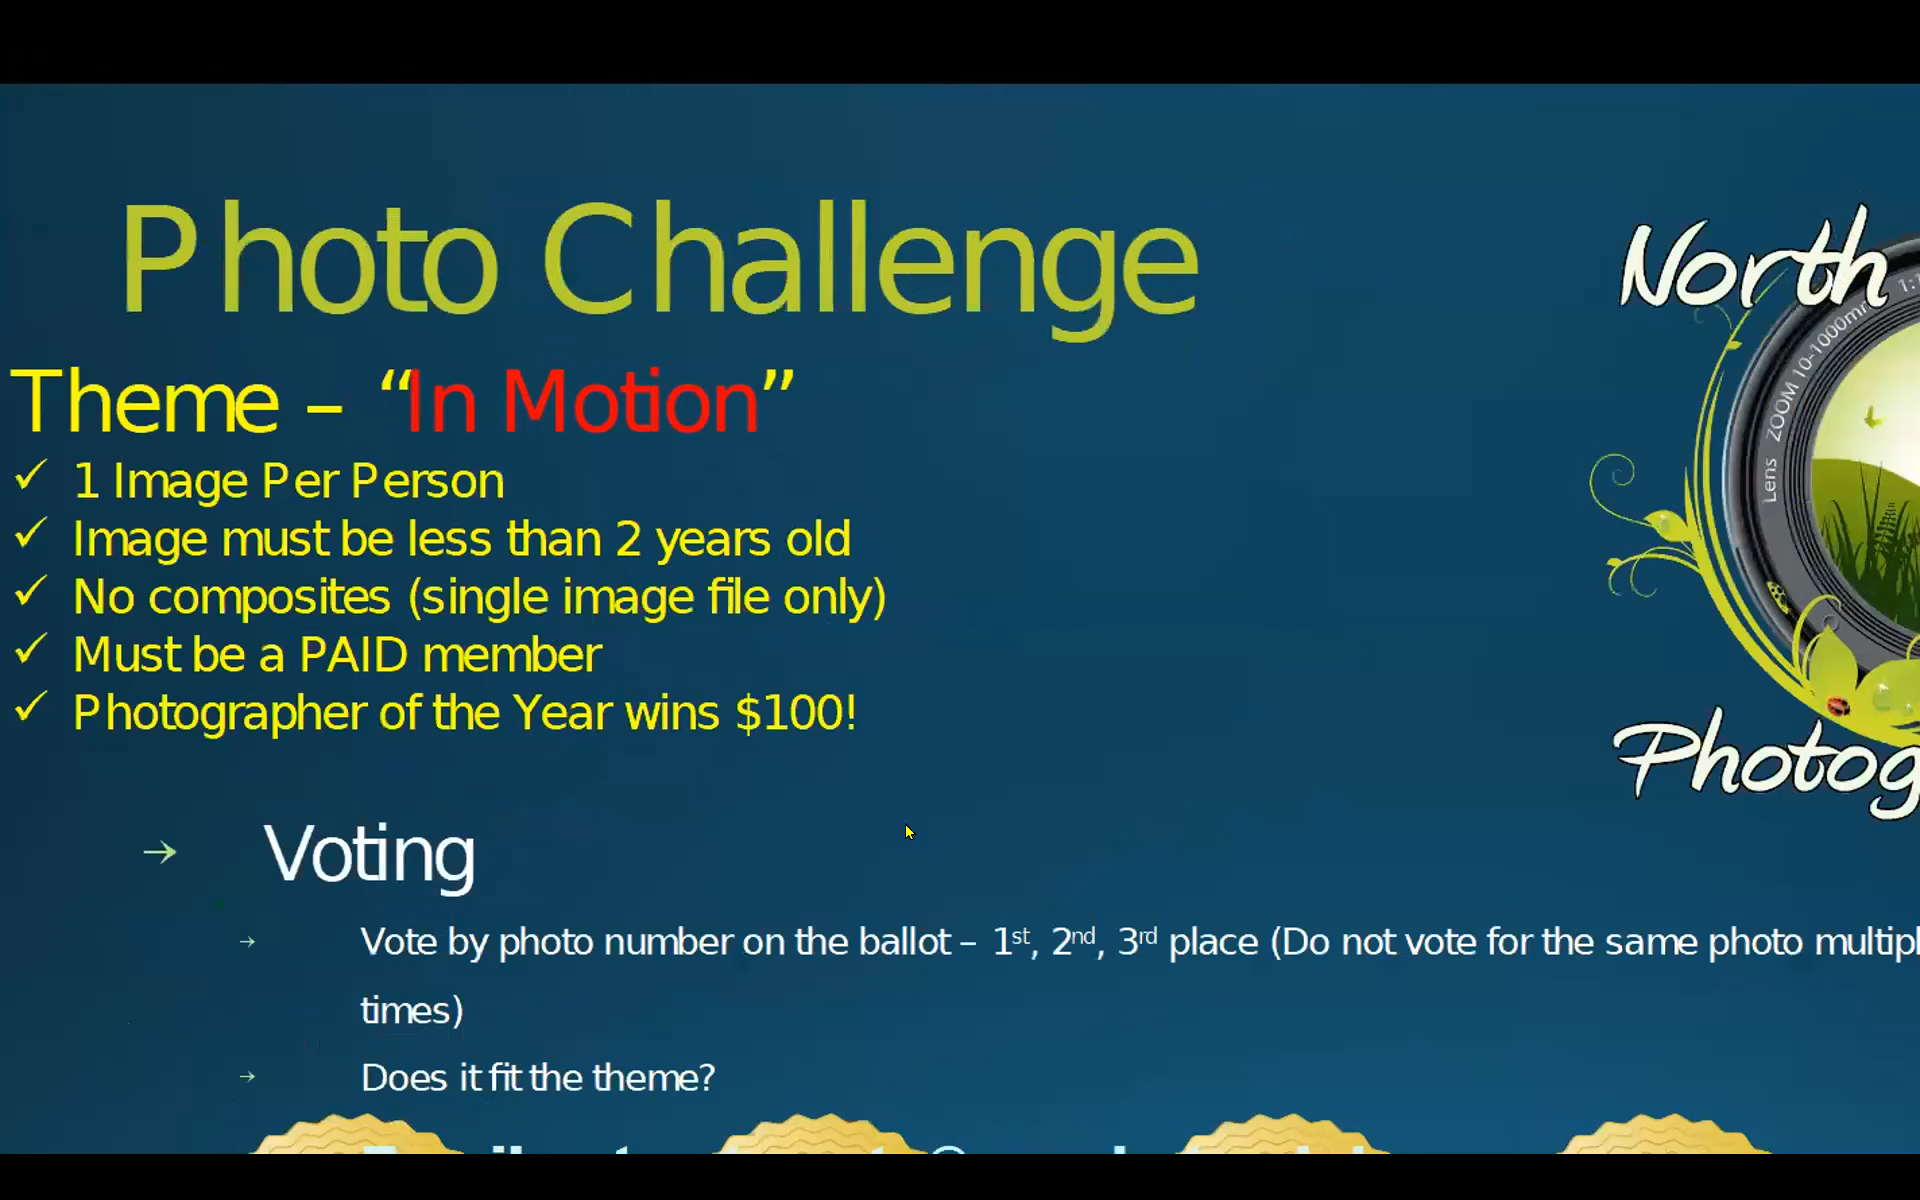 Photo Challenge
North
1:1
ZOOM 10-1000mm
Lens
Theme – “In Motion”
✓ 1 Image Per Person
✓ Image must be less than 2 years old
✓ No composites (single image file only)
✓ Must be a PAID member
✓ Photographer of the Year wins $100!
Photog
→ Voting
→ Vote by photo number on the ballot – 1st, 2nd, 3rd place (Do not vote for the same photo multipl
times)
→ Does it fit the theme?